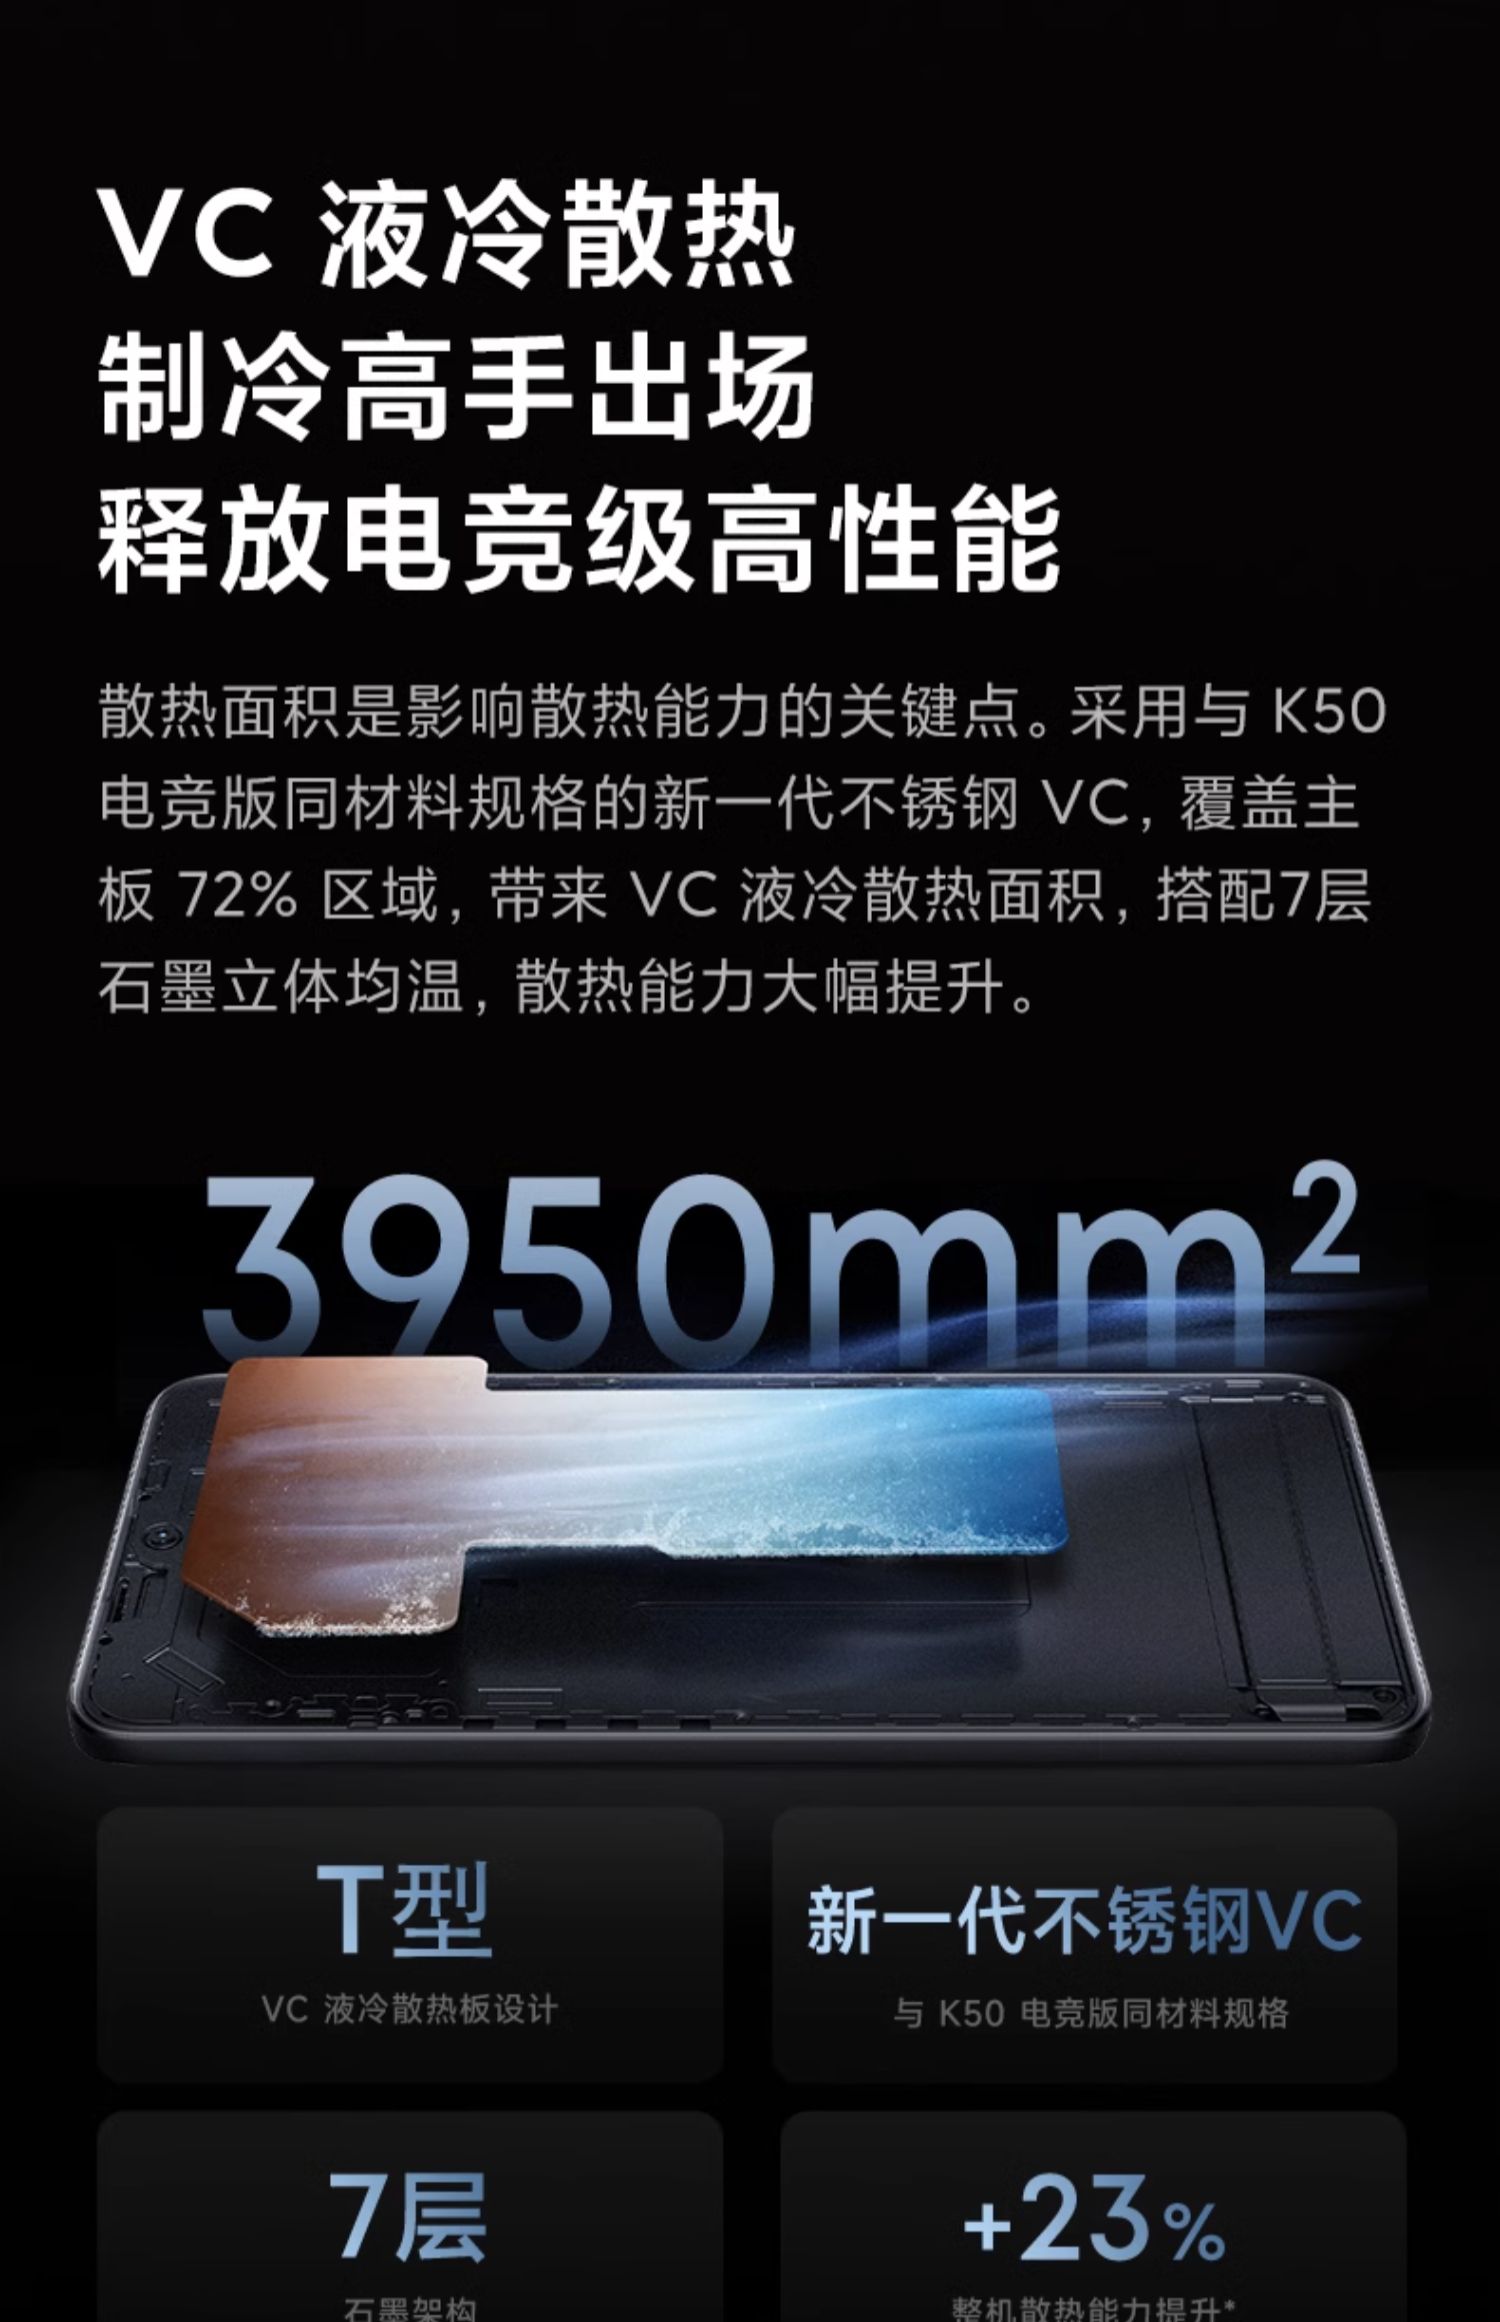 VC 液冷散热
制冷高手出场
释放电竞级高性能
散热面积是影响散热能力的关键点。采用与 K50
电竞版同材料规格的新一代不锈钢 VC，覆盖主
板 72% 区域，带来 VC 液冷散热面积，搭配7层
石墨立体均温，散热能力大幅提升。
3950mm²
T型
VC 液冷散热板设计
新一代不锈钢VC
与 K50 电竞版同材料规格
7层
石墨架构
+23%
整机散热能力提升*